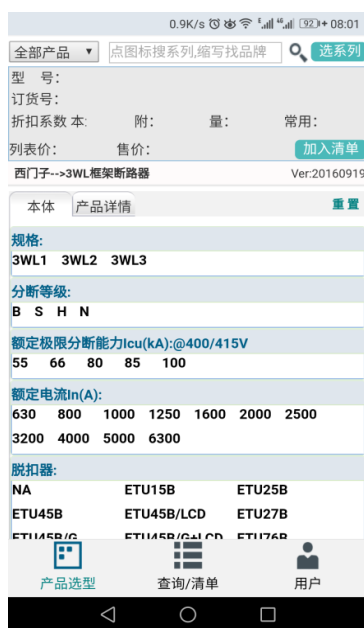 0.9K/s 92 08:01
全部产品 ▼ 点图标搜系列,缩写找品牌 选系列
型 号：
订货号：
折扣系数 本: 附： 量： 常用：
列表价： 售价： 加入清单
西门子-->3WL框架断路器 Ver:20160919
本体 产品详情 重置
规格:
3WL1 3WL2 3WL3
分断等级:
B S H N
额定极限分断能力Icu(kA):@400/415V
55 66 80 85 100
额定电流In(A):
630 800 1000 1250 1600 2000 2500
3200 4000 5000 6300
脱扣器:
NA ETU15B ETU25B
ETU45B ETU45B/LCD ETU27B
ETU45B/G ETU45B/G+LCD ETU76B
产品选型 查询/清单 用户